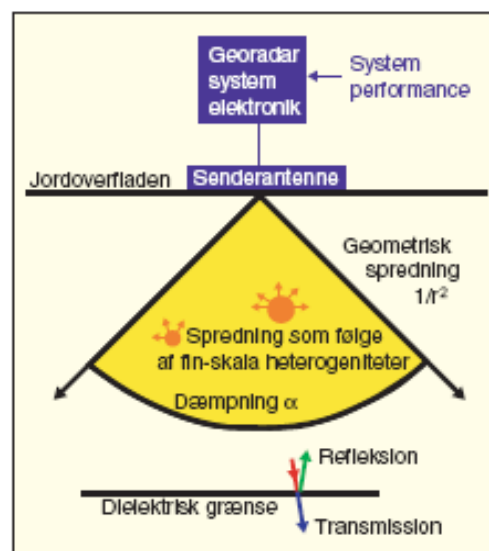 Georadar
system
elektronik
System
performance
Jordoverfladen
Senderantenne
Geometrisk
spredning
1/r²
Spredning som følge
af fin-skala heterogeniteter
Dæmpning α
Refleksion
Dielektrisk grænse
Transmission